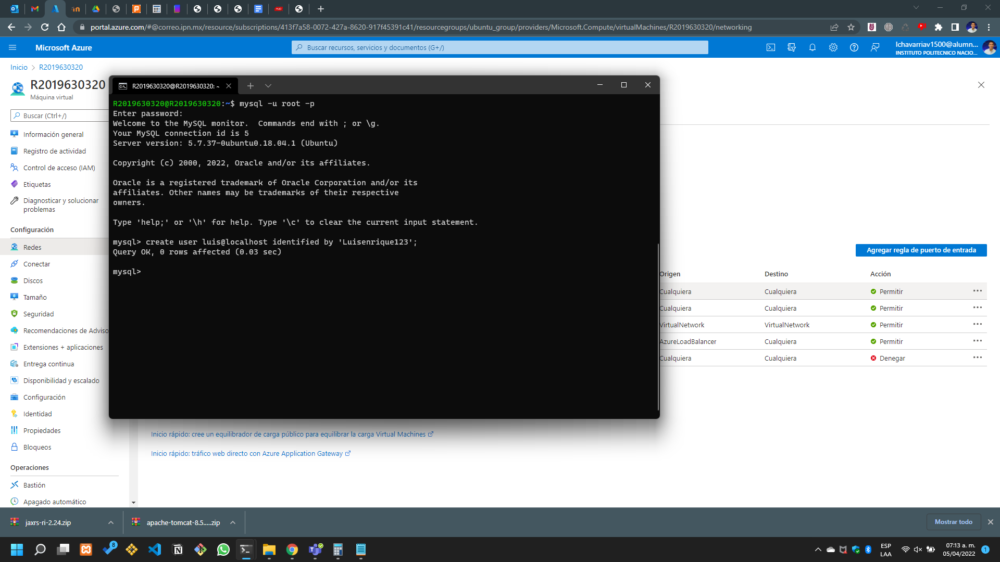 portal.azure.com/#@correo.ipn.mx/resource/subscriptions/413f7a58-0072-427a-8620-917f45391c41/resourcegroups/ubuntu_group/providers/Microsoft.Compute/virtualMachines/R2019630320/networking
Microsoft Azure
Buscar recursos, servicios y documentos (G+/)
lchavarriav1500@alumn...
INSTITUTO POLITECNICO NACIO...
Inicio > R2019630320
R2019630320
Máquina virtual
Buscar (Ctrl+/)
Información general
Registro de actividad
Control de acceso (IAM)
Etiquetas
Diagnosticar y solucionar
problemas
Configuración
Redes
Conectar
Discos
Tamaño
Seguridad
Recomendaciones de Adviso
Extensiones + aplicaciones
Entrega continua
Disponibilidad y escalado
Configuración
Identidad
Propiedades
Bloqueos
Operaciones
Bastión
Apagado automático
R2019630320@R2019630320: ~
R2019630320@R2019630320:~$ mysql -u root -p
Enter password:
Welcome to the MySQL monitor.  Commands end with ; or \g.
Your MySQL connection id is 5
Server version: 5.7.37-0ubuntu0.18.04.1 (Ubuntu)
Copyright (c) 2000, 2022, Oracle and/or its affiliates.
Oracle is a registered trademark of Oracle Corporation and/or its
affiliates. Other names may be trademarks of their respective
owners.
Type 'help;' or '\h' for help. Type '\c' to clear the current input statement.
mysql> create user luis@localhost identified by 'Luisenrique123';
Query OK, 0 rows affected (0.03 sec)
mysql>
Agregar regla de puerto de entrada
Origen Destino Acción
Cualquiera Cualquiera Permitir
Cualquiera Cualquiera Permitir
VirtualNetwork VirtualNetwork Permitir
AzureLoadBalancer Cualquiera Permitir
Cualquiera Cualquiera Denegar
Inicio rápido: cree un equilibrador de carga público para equilibrar la carga Virtual Machines
Inicio rápido: tráfico web directo con Azure Application Gateway
jaxrs-ri-2.24.zip
apache-tomcat-8.5.....zip
Mostrar todo
8
ESP
LAA
07:13 a. m.
05/04/2022
1